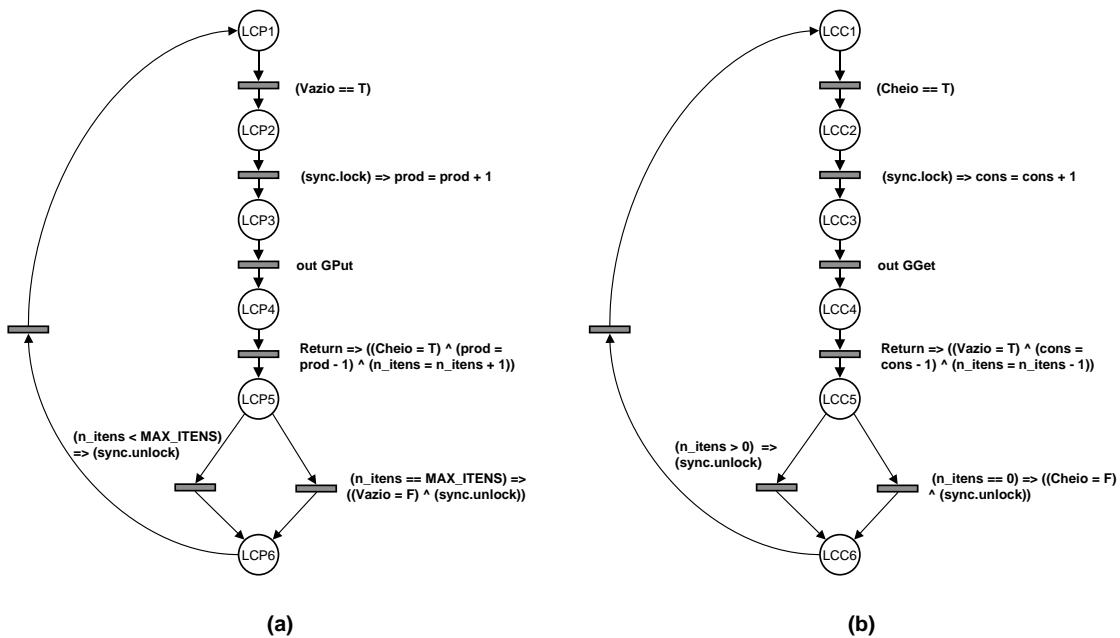 LCP1
(Vazio == T)
LCP2
(sync.lock) => prod = prod + 1
LCP3
out GPut
LCP4
Return => ((Cheio = T) ^ (prod =
prod - 1) ^ (n_itens = n_itens + 1))
LCP5
(n_itens < MAX_ITENS)
=> (sync.unlock)
(n_itens == MAX_ITENS) =>
((Vazio = F) ^ (sync.unlock))
LCP6
(a)
LCC1
(Cheio == T)
LCC2
(sync.lock) => cons = cons + 1
LCC3
out GGet
LCC4
Return => ((Vazio = T) ^ (cons =
cons - 1) ^ (n_itens = n_itens - 1))
LCC5
(n_itens > 0) =>
(sync.unlock)
(n_itens == 0) => ((Cheio = F)
^ (sync.unlock))
LCC6
(b)